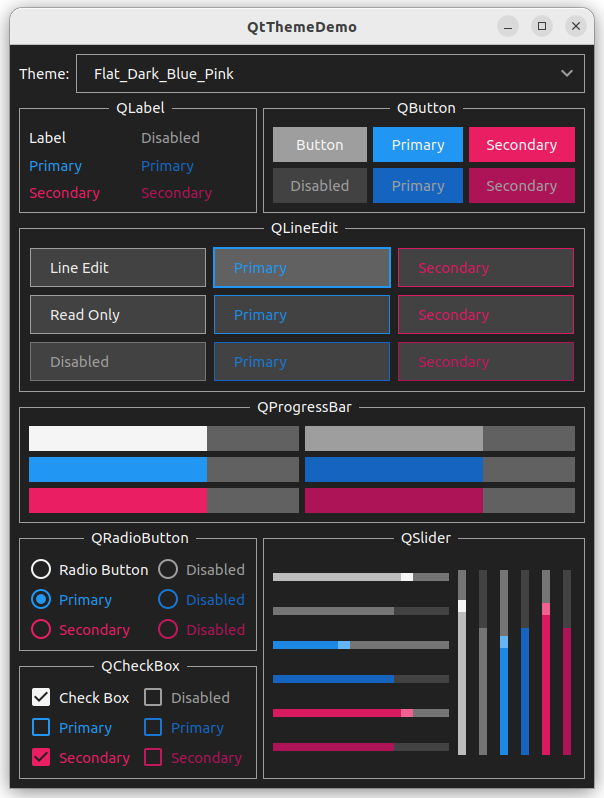 QtThemeDemo
Theme: Flat_Dark_Blue_Pink
QLabel
Label Disabled
Primary Primary
Secondary Secondary
QButton
Button Primary Secondary
Disabled Primary Secondary
QLineEdit
Line Edit Primary Secondary
Read Only Primary Secondary
Disabled Primary Secondary
QProgressBar
QRadioButton
Radio Button Disabled
Primary Disabled
Secondary Disabled
QCheckBox
Check Box Disabled
Primary Primary
Secondary Secondary
QSlider